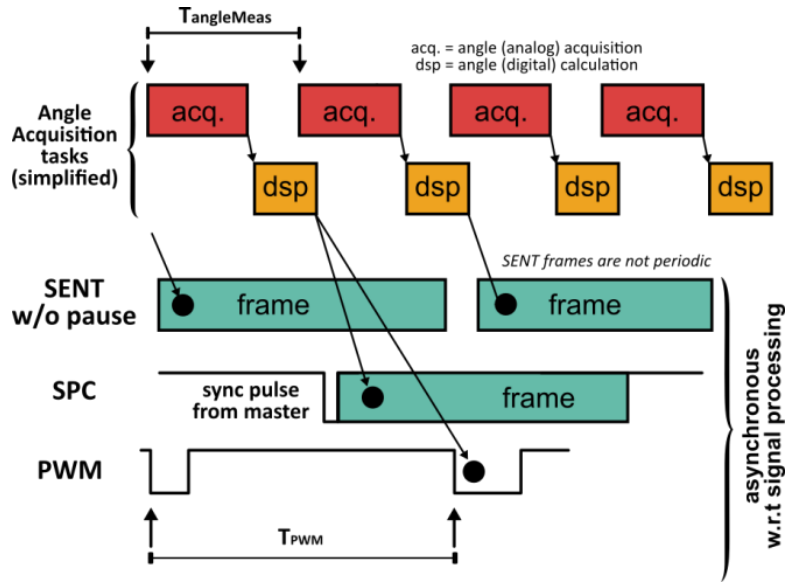 TangleMeas
acq. = angle (analog) acquisition
dsp = angle (digital) calculation
Angle
Acquisition
tasks
(simplified)
acq.
acq.
acq.
acq.
dsp
dsp
dsp
dsp
SENT frames are not periodic
SENT
w/o pause
frame
frame
SPC
sync pulse
from master
frame
PWM
TPWM
asynchronous
w.r.t signal processing